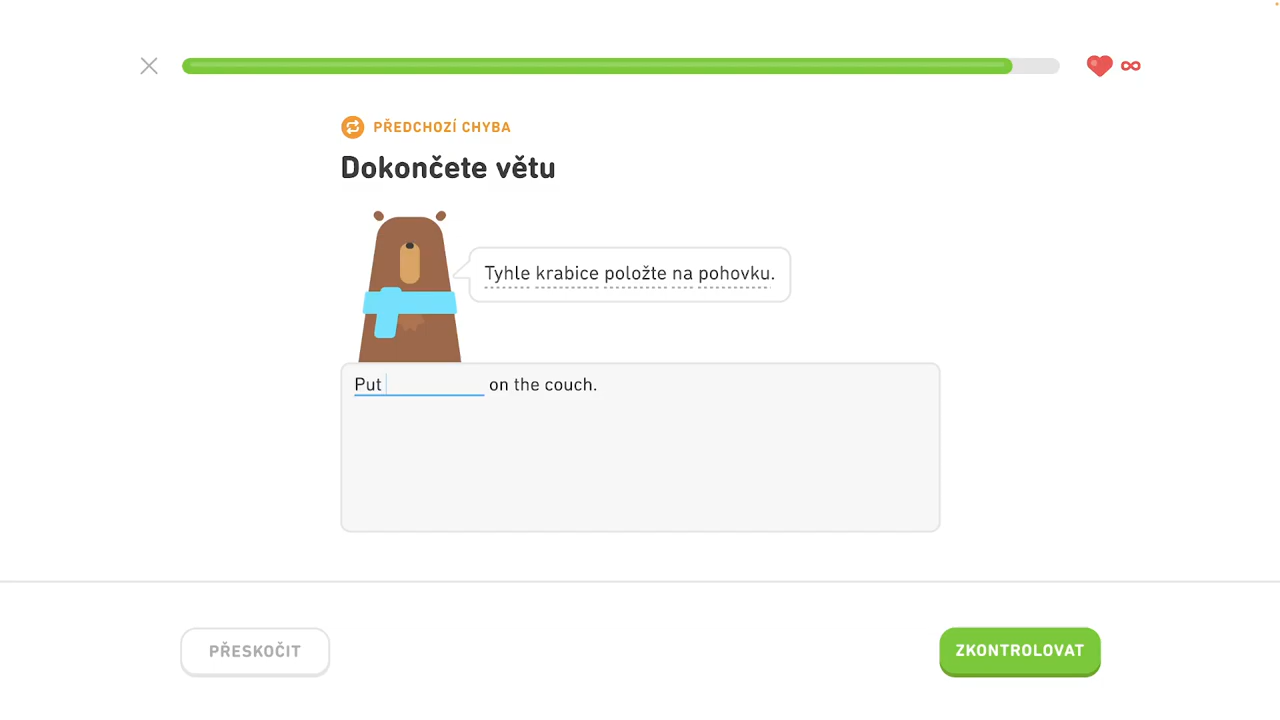 PŘEDCHOZÍ CHYBA
Dokončete větu
Tyhle krabice položte na pohovku.
Put on the couch.
PŘESKOČIT
ZKONTROLOVAT